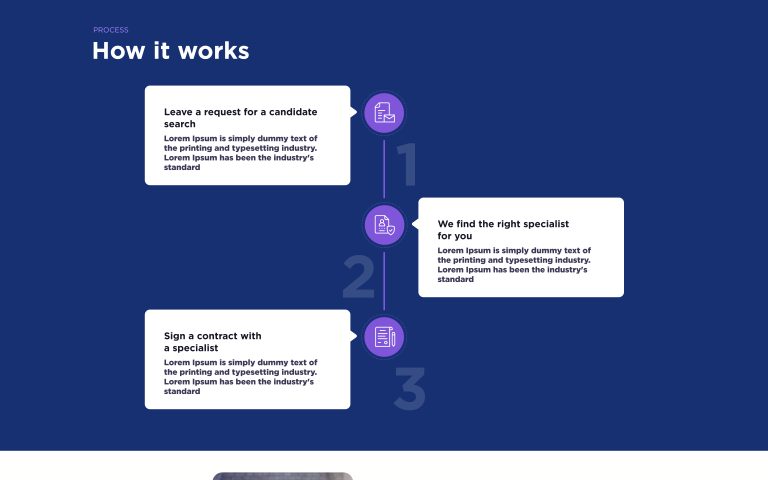 PROCESS
How it works
Leave a request for a candidate
search
Lorem Ipsum is simply dummy text of
the printing and typesetting industry.
Lorem Ipsum has been the industry's
standard
1
We find the right specialist
for you
Lorem Ipsum is simply dummy text of
the printing and typesetting industry.
Lorem Ipsum has been the industry's
standard
2
Sign a contract with
a specialist
Lorem Ipsum is simply dummy text of
the printing and typesetting industry.
Lorem Ipsum has been the industry's
standard
3